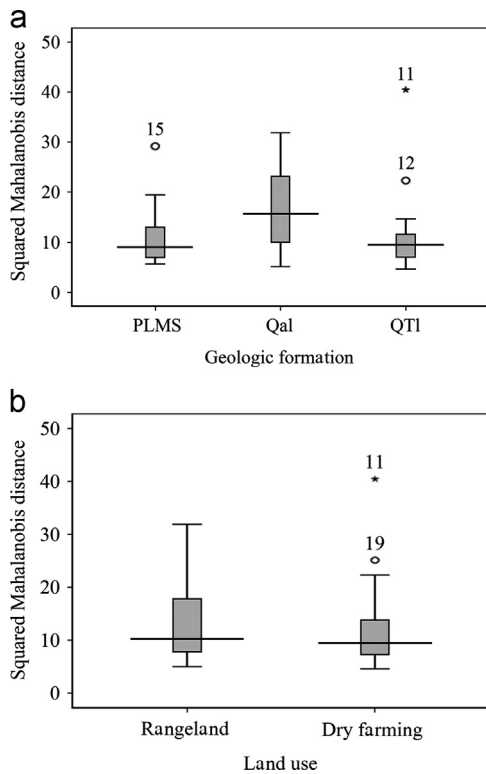 a
50
11
40
15
30
12
20
10
0
Squared Mahalanobis distance
PLMS Qal QTl
Geologic formation
b
50
11
40
30
19
20
10
0
Squared Mahalanobis distance
Rangeland Dry farming
Land use